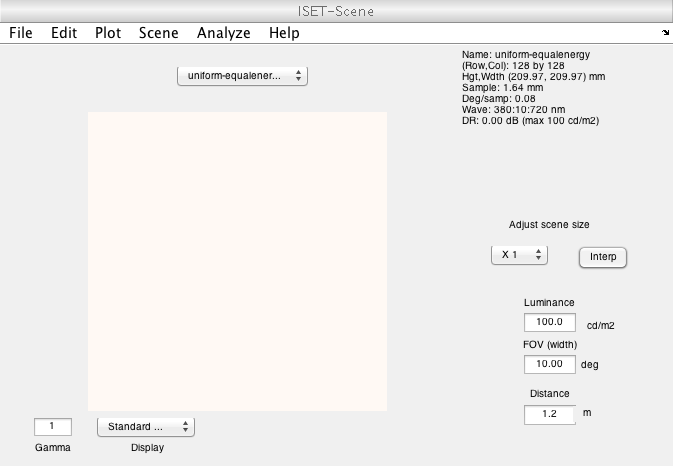 ISET-Scene
File Edit Plot Scene Analyze Help
Name: uniform-equalenergy
(Row,Col): 128 by 128
Hgt,Wdth (209.97, 209.97) mm
Sample: 1.64 mm
Deg/samp: 0.08
Wave: 380:10:720 nm
DR: 0.00 dB (max 100 cd/m2)
uniform-equalener...
Adjust scene size
X 1 Interp
Luminance
100.0 cd/m2
FOV (width)
10.00 deg
Distance
1.2 m
1 Standard ...
Gamma Display